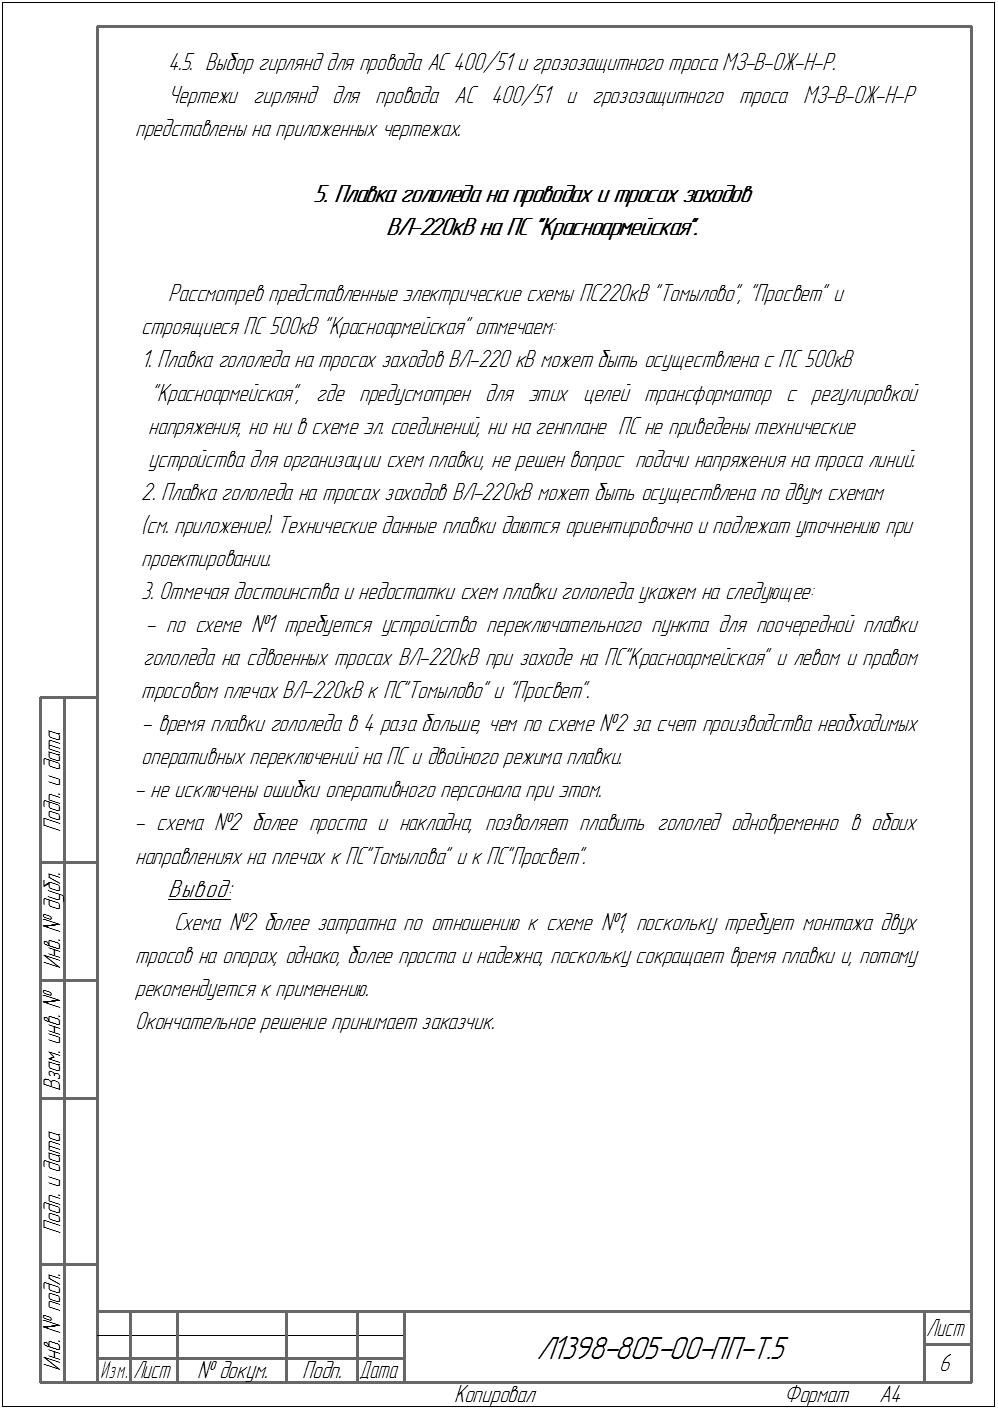 4.5. Выбор гирлянд для провода АС 400/51 и грозозащитного троса МЗ-В-ОЖ-Н-Р.
Чертежи гирлянд для провода АС 400/51 и грозозащитного троса МЗ-В-ОЖ-Н-Р
представлены на приложенных чертежах.
5. Плавка гололеда на проводах и тросах заходов
ВЛ-220кВ на ПС "Красноармейская".
Рассмотрев представленные электрические схемы ПС220кВ "Томылово", "Просвет" и
строящиеся ПС 500кВ "Красноармейская" отмечаем:
1. Плавка гололеда на тросах заходов ВЛ-220 кВ может быть осуществлена с ПС 500кВ
"Красноармейская", где предусмотрен для этих целей трансформатор с регулировкой
напряжения, но ни в схеме эл. соединений, ни на генплане ПС не приведены технические
устройства для организации схем плавки, не решен вопрос подачи напряжения на троса линий.
2. Плавка гололеда на тросах заходов ВЛ-220кВ может быть осуществлена по двум схемам
(см. приложение). Технические данные плавки даются ориентировочно и подлежат уточнению при
проектировании.
3. Отмечая достоинства и недостатки схем плавки гололеда укажем на следующее:
- по схеме №1 требуется устройство переключательного пункта для поочередной плавки
гололеда на сдвоенных тросах ВЛ-220кВ при заходе на ПС"Красноармейская" и левом и правом
тросовом плечах ВЛ-220кВ к ПС"Томылово" и "Просвет".
- время плавки гололеда в 4 раза больше, чем по схеме №2 за счет производства необходимых
оперативных переключений на ПС и двойного режима плавки.
- не исключены ошибки оперативного персонала при этом.
- схема №2 более проста и накладна, позволяет плавить гололед одновременно в обоих
направлениях на плечах к ПС"Томылова" и к ПС"Просвет".
Вывод:
Схема №2 более затратна по отношению к схеме №1, поскольку требует монтажа двух
тросов на опорах, однако, более проста и надежна, поскольку сокращает время плавки и, потому
рекомендуется к применению.
Окончательное решение принимает заказчик.
Подп. и дата
Инв. № дубл.
Взам. инв. №
Подп. и дата
Инв. № подл.
Изм. Лист № докум. Подп. Дата
Л1398-805-00-ПП-Т.5
Лист
6
Копировал Формат А4